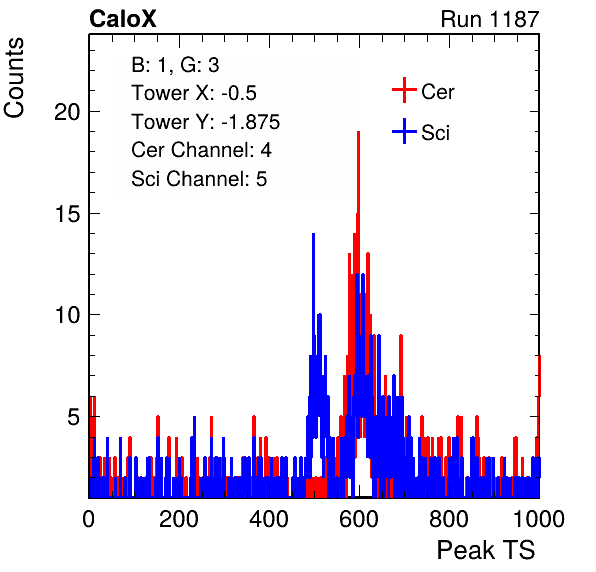 CaloX Run 1187
Counts
B: 1, G: 3
Tower X: -0.5
Tower Y: -1.875
Cer Channel: 4
Sci Channel: 5
Cer
Sci
20
15
10
5
0 200 400 600 800 1000
Peak TS